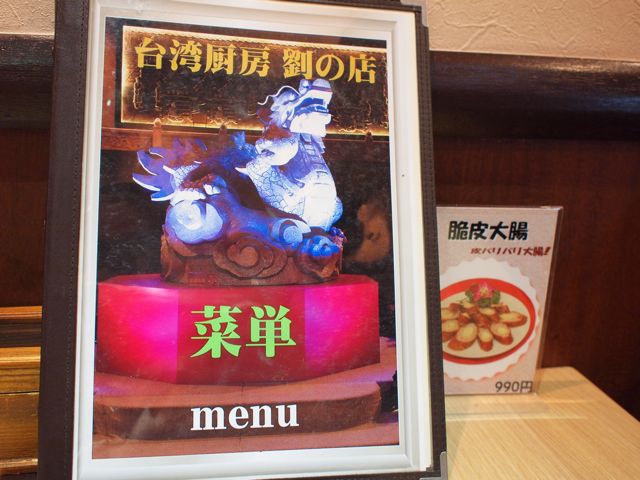 台湾厨房 劉の店
菜単
menu
脆皮大腸
皮パリパリ大腸!
990円